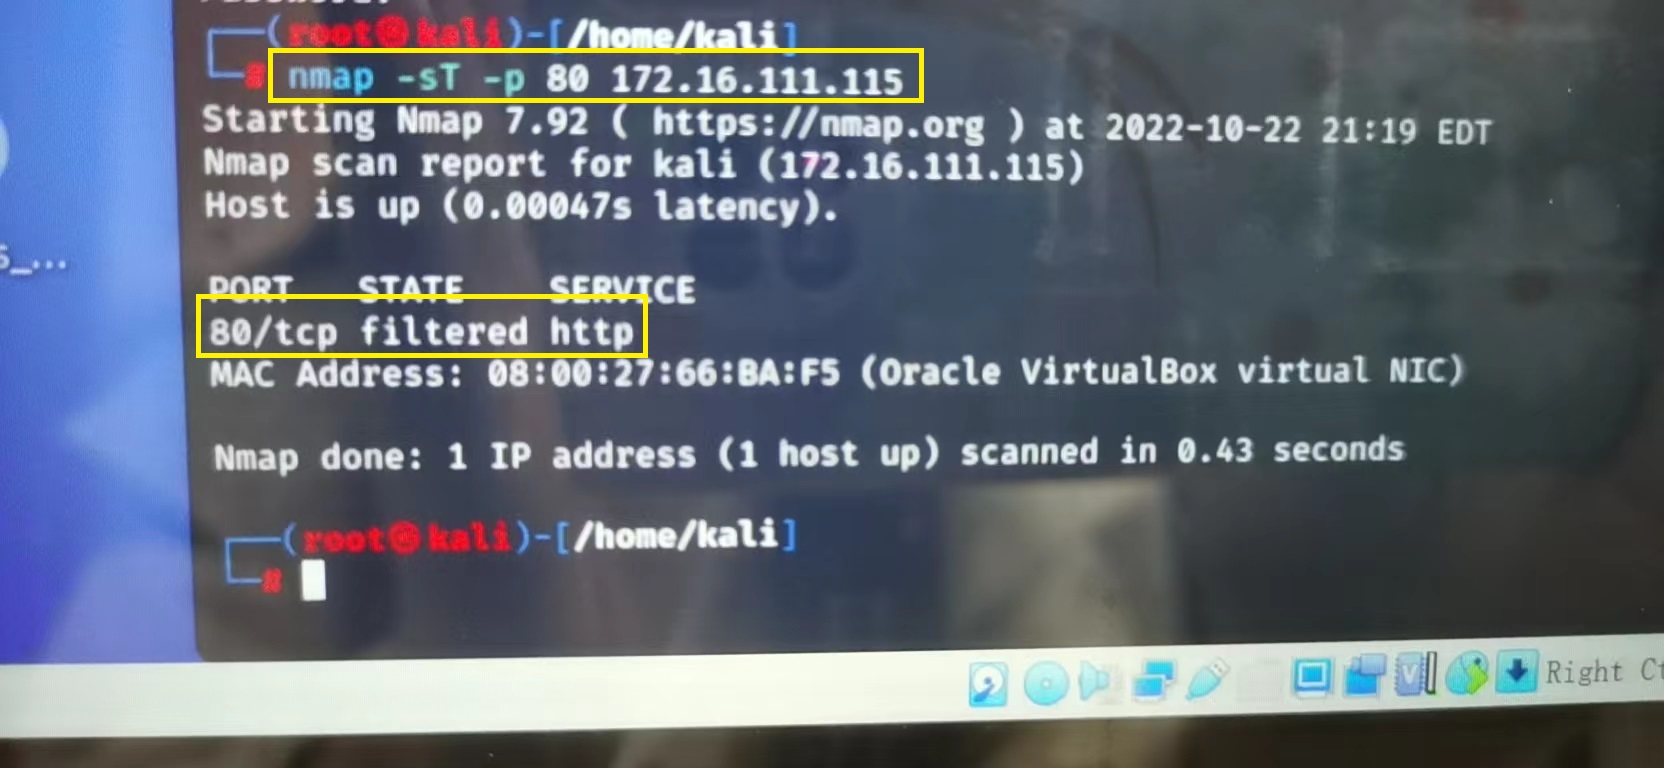 (root㉿kali)-[/home/kali]
# nmap -sT -p 80 172.16.111.115
Starting Nmap 7.92 ( https://nmap.org ) at 2022-10-22 21:19 EDT
Nmap scan report for kali (172.16.111.115)
Host is up (0.00047s latency).
PORT   STATE    SERVICE
80/tcp filtered http
MAC Address: 08:00:27:66:BA:F5 (Oracle VirtualBox virtual NIC)
Nmap done: 1 IP address (1 host up) scanned in 0.43 seconds
(root㉿kali)-[/home/kali]
#
Right